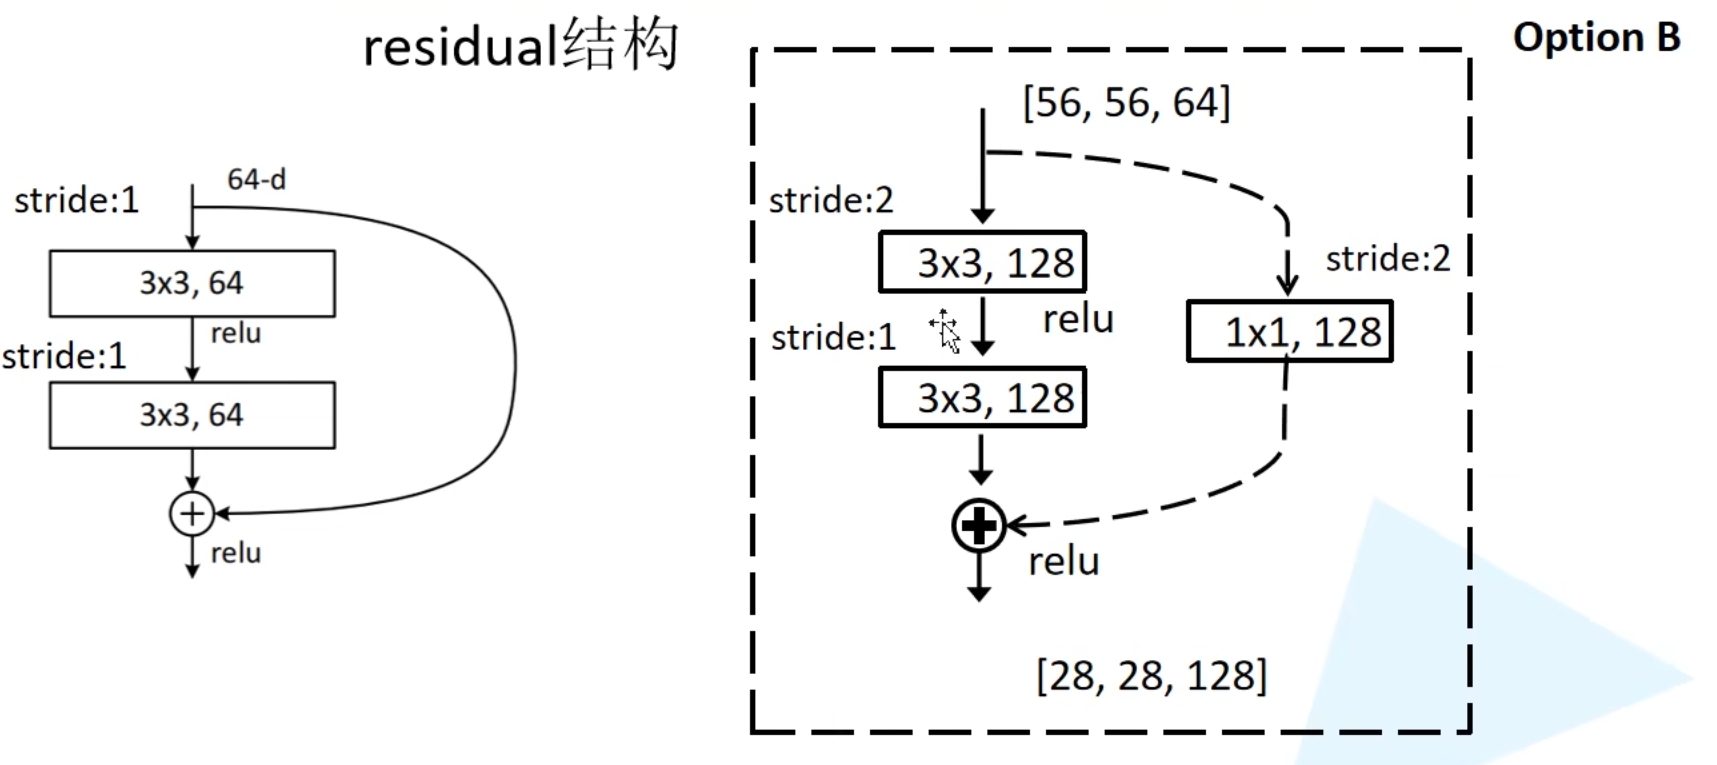 residual结构
Option B
64-d
stride:1
3x3, 64
relu
stride:1
3x3, 64
relu
[56, 56, 64]
stride:2
3x3, 128
stride:2
relu
1x1, 128
stride:1
3x3, 128
relu
[28, 28, 128]